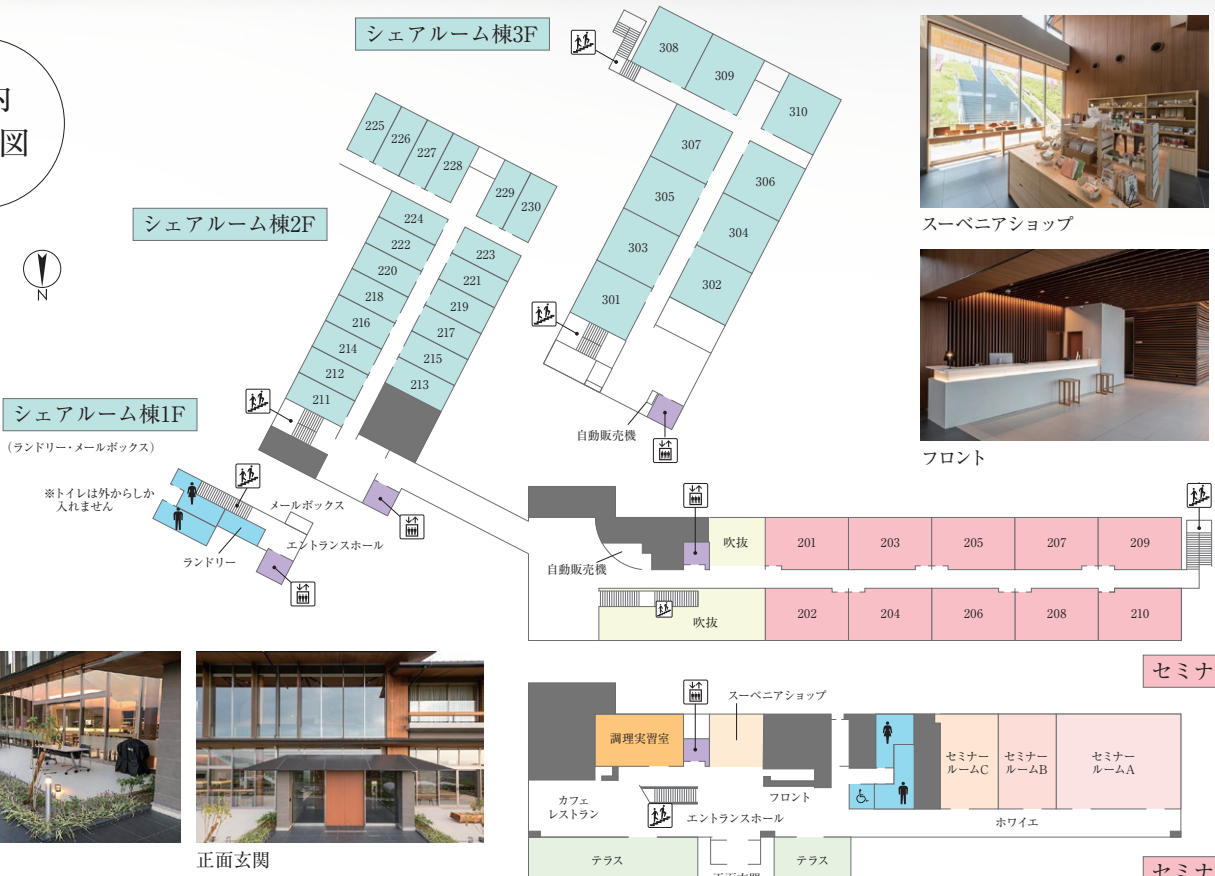 内
図
N
シェアルーム棟3F
308
309
310
307
305
303
301
306
304
302
自動販売機
シェアルーム棟2F
225
226
227
228
229
230
224
222
220
218
216
214
212
211
223
221
219
217
215
213
シェアルーム棟1F
(ランドリー・メールボックス)
※トイレは外からしか
入れません
メールボックス
エントランスホール
ランドリー
スーベニアショップ
フロント
自動販売機
吹抜
201
203
205
207
209
吹抜
202
204
206
208
210
セミナ
スーベニアショップ
調理実習室
セミナー
ルームC
セミナー
ルームB
セミナー
ルームA
カフェ
レストラン
フロント
エントランスホール
ホワイエ
テラス
テラス
正面玄関